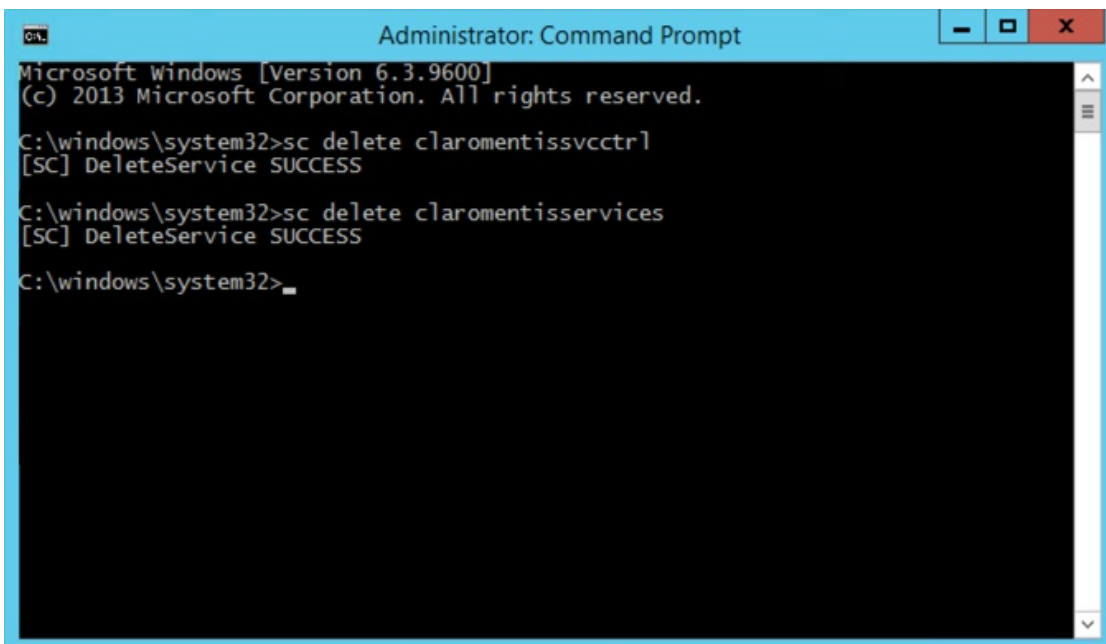 Administrator: Command Prompt
Microsoft Windows [Version 6.3.9600]
(c) 2013 Microsoft Corporation. All rights reserved.
C:\windows\system32>sc delete claromentissvcctrl
[SC] DeleteService SUCCESS
C:\windows\system32>sc delete claromentisservices
[SC] DeleteService SUCCESS
C:\windows\system32>